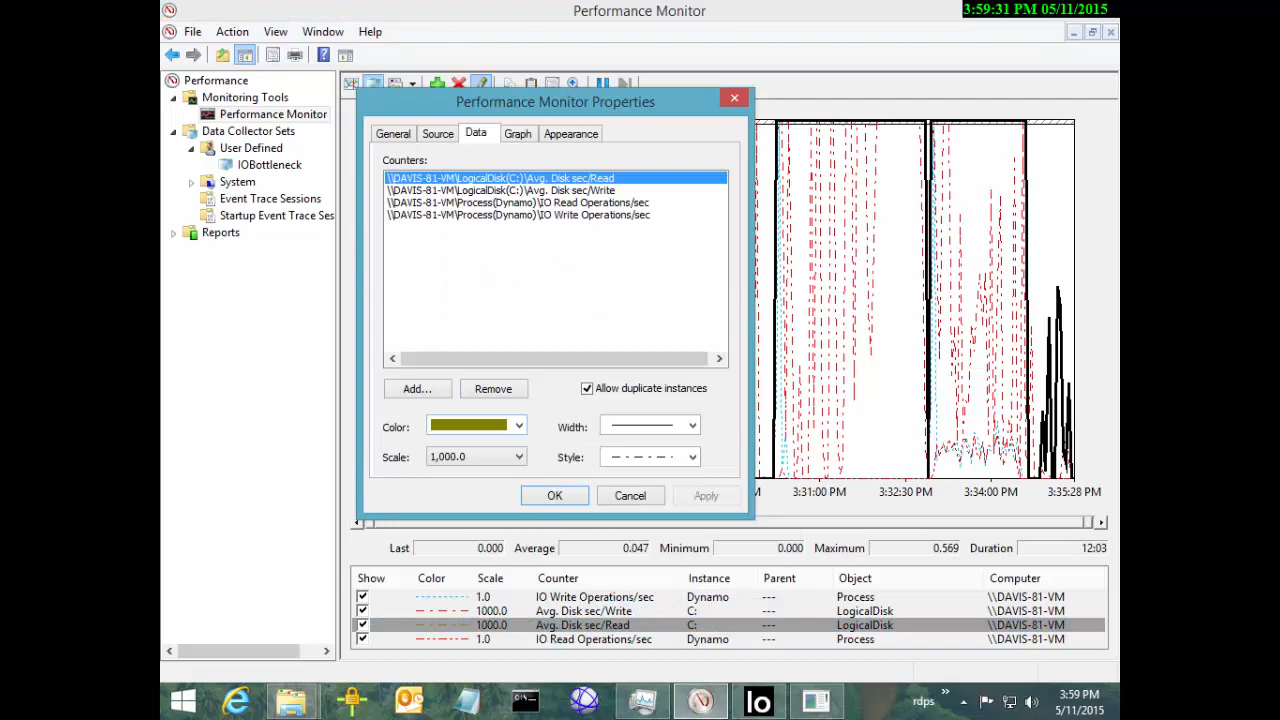 Performance Monitor
3:59:31 PM 05/11/2015
File Action View Window Help
Performance
Monitoring Tools
Performance Monitor
Data Collector Sets
User Defined
IOBottleneck
System
Event Trace Sessions
Startup Event Trace Ses
Reports
Performance Monitor Properties
General Source Data Graph Appearance
Counters:
\\DAVIS-81-VM\LogicalDisk(C:)\Avg. Disk sec/Read
\\DAVIS-81-VM\LogicalDisk(C:)\Avg. Disk sec/Write
\\DAVIS-81-VM\Process(Dynamo)\IO Read Operations/sec
\\DAVIS-81-VM\Process(Dynamo)\IO Write Operations/sec
Add... Remove Allow duplicate instances
Color: Width:
Scale: 1,000.0 Style:
OK Cancel Apply
3:31:00 PM 3:32:30 PM 3:34:00 PM 3:35:28 PM
Last 0.000 Average 0.047 Minimum 0.000 Maximum 0.569 Duration 12:03
Show Color Scale Counter Instance Parent Object Computer
1.0 IO Write Operations/sec Dynamo --- Process \\DAVIS-81-VM
1000.0 Avg. Disk sec/Write C: --- LogicalDisk \\DAVIS-81-VM
1000.0 Avg. Disk sec/Read C: --- LogicalDisk \\DAVIS-81-VM
1.0 IO Read Operations/sec Dynamo --- Process \\DAVIS-81-VM
Io rdps 3:59 PM
5/11/2015